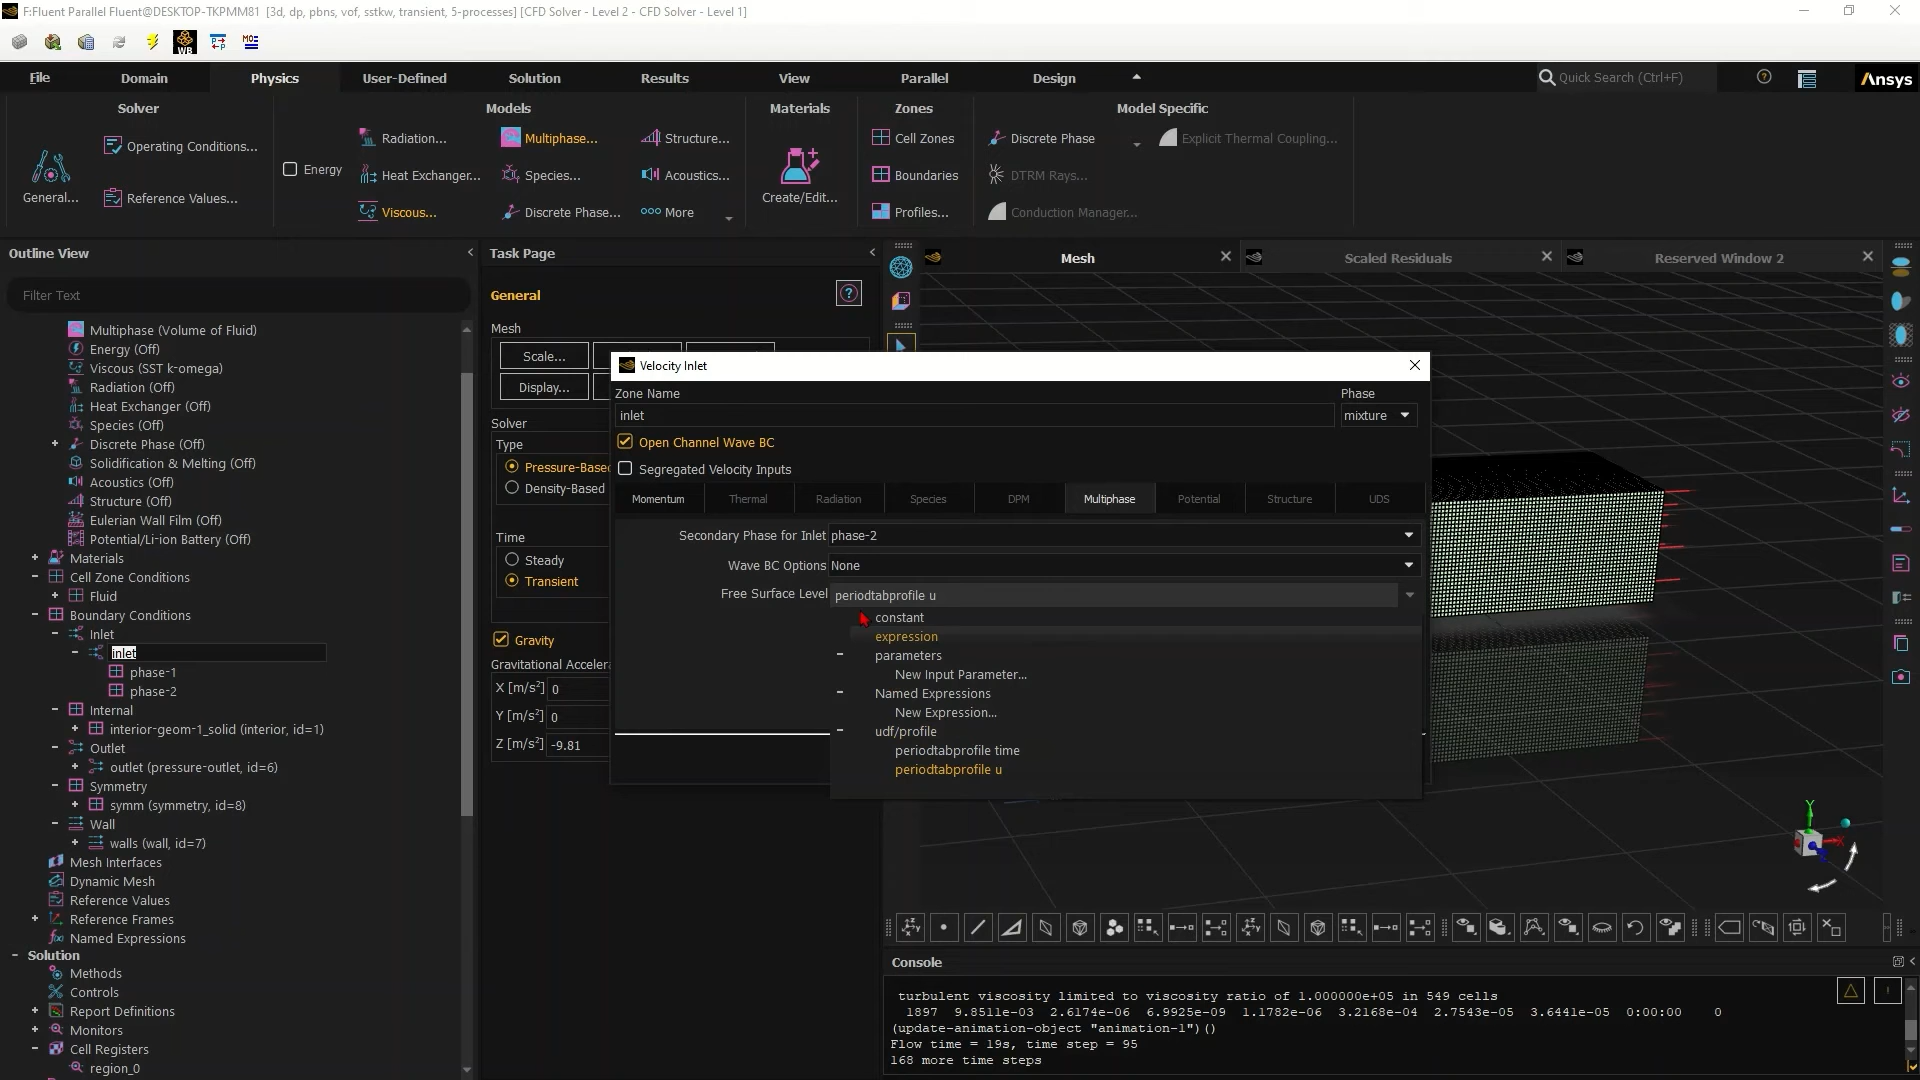 F:Fluent Parallel Fluent@DESKTOP-TKPMM81 [3d, dp, pbns, vof, sstkw, transient, 5-processes] [CFD Solver - Level 2 - CFD Solver - Level 1]
WB
File Domain Physics User-Defined Solution Results View Parallel Design Quick Search (Ctrl+F) Ansys
Solver Models Materials Zones Model Specific
General...
Operating Conditions...
Reference Values...
Energy
Radiation...
Heat Exchanger...
Viscous...
Multiphase...
Species...
Discrete Phase...
Structure...
Acoustics...
More
Create/Edit...
Cell Zones
Boundaries
Profiles...
Discrete Phase
DTRM Rays...
Conduction Manager...
Explicit Thermal Coupling...
Outline View
Filter Text
Multiphase (Volume of Fluid)
Energy (Off)
Viscous (SST k-omega)
Radiation (Off)
Heat Exchanger (Off)
Species (Off)
Discrete Phase (Off)
Solidification & Melting (Off)
Acoustics (Off)
Structure (Off)
Eulerian Wall Film (Off)
Potential/Li-ion Battery (Off)
Materials
Cell Zone Conditions
Fluid
Boundary Conditions
Inlet
inlet
phase-1
phase-2
Internal
interior-geom-1_solid (interior, id=1)
Outlet
outlet (pressure-outlet, id=6)
Symmetry
symm (symmetry, id=8)
Wall
walls (wall, id=7)
Mesh Interfaces
Dynamic Mesh
Reference Values
Reference Frames
Named Expressions
Solution
Methods
Controls
Report Definitions
Monitors
Cell Registers
region_0
Task Page
General
Mesh
Scale...
Display...
Solver
Type
Pressure-Base
Density-Based
Time
Steady
Transient
Gravity
Gravitational Accelera
X [m/s²] 0
Y [m/s²] 0
Z [m/s²] -9.81
Mesh
Scaled Residuals
Reserved Window 2
Velocity Inlet
Zone Name
Phase
inlet
mixture
Open Channel Wave BC
Segregated Velocity Inputs
Momentum Thermal Radiation Species DPM Multiphase Potential Structure UDS
Secondary Phase for Inlet phase-2
Wave BC Options None
Free Surface Level periodtabprofile u
constant
expression
parameters
New Input Parameter...
Named Expressions
New Expression...
udf/profile
periodtabprofile time
periodtabprofile u
Y
X
Console
turbulent viscosity limited to viscosity ratio of 1.000000e+05 in 549 cells
1897 9.8511e-03 2.6174e-06 6.9925e-09 1.1782e-06 3.2168e-04 2.7543e-05 3.6441e-05 0:00:00 0
(update-animation-object "animation-1")()
Flow time = 19s, time step = 95
168 more time steps